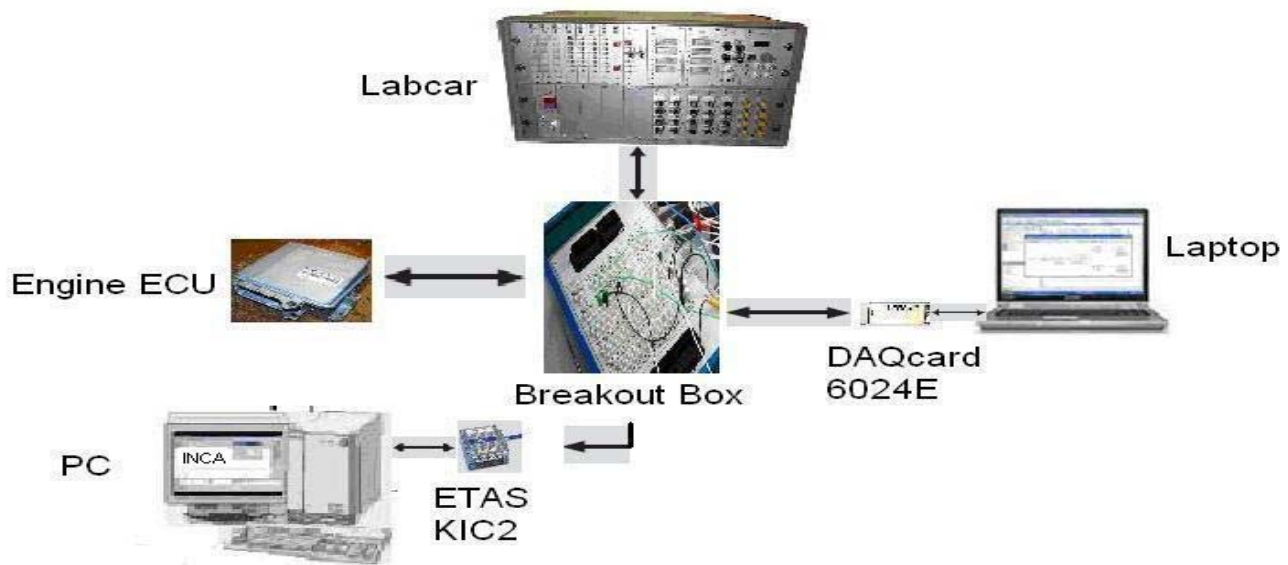 Labcar
Engine ECU
Laptop
DAQcard
6024E
Breakout Box
PC
INCA
ETAS
KIC2